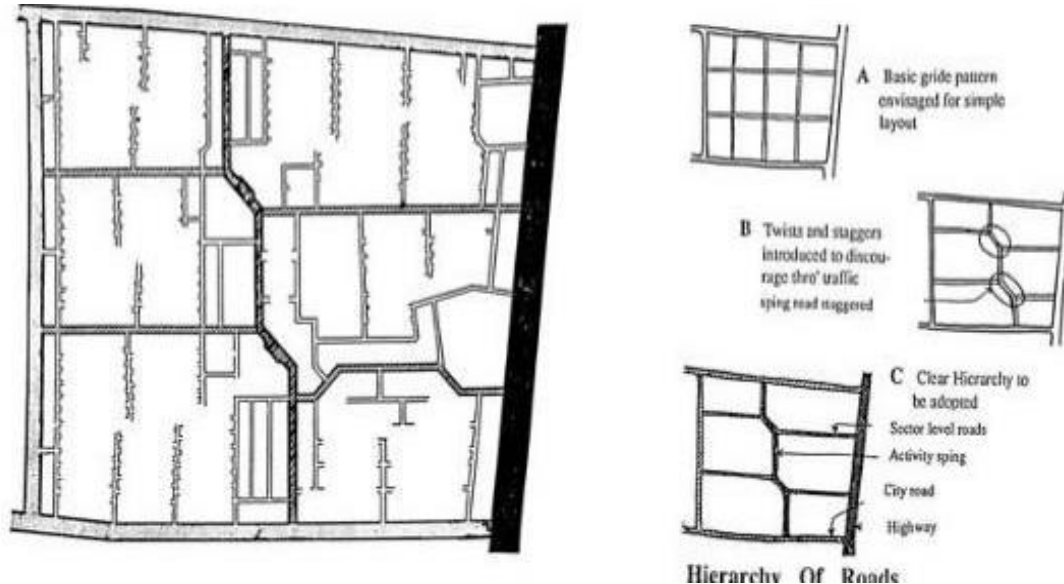 A Basic gride pattern
envisaged for simple
layout
B Twists and staggers
introduced to discou-
rage thro' traffic
sping road staggered
C Clear Hierarchy to
be adopted
Sector level roads
Activity sping
City road
Highway
Hierarchy Of Roads